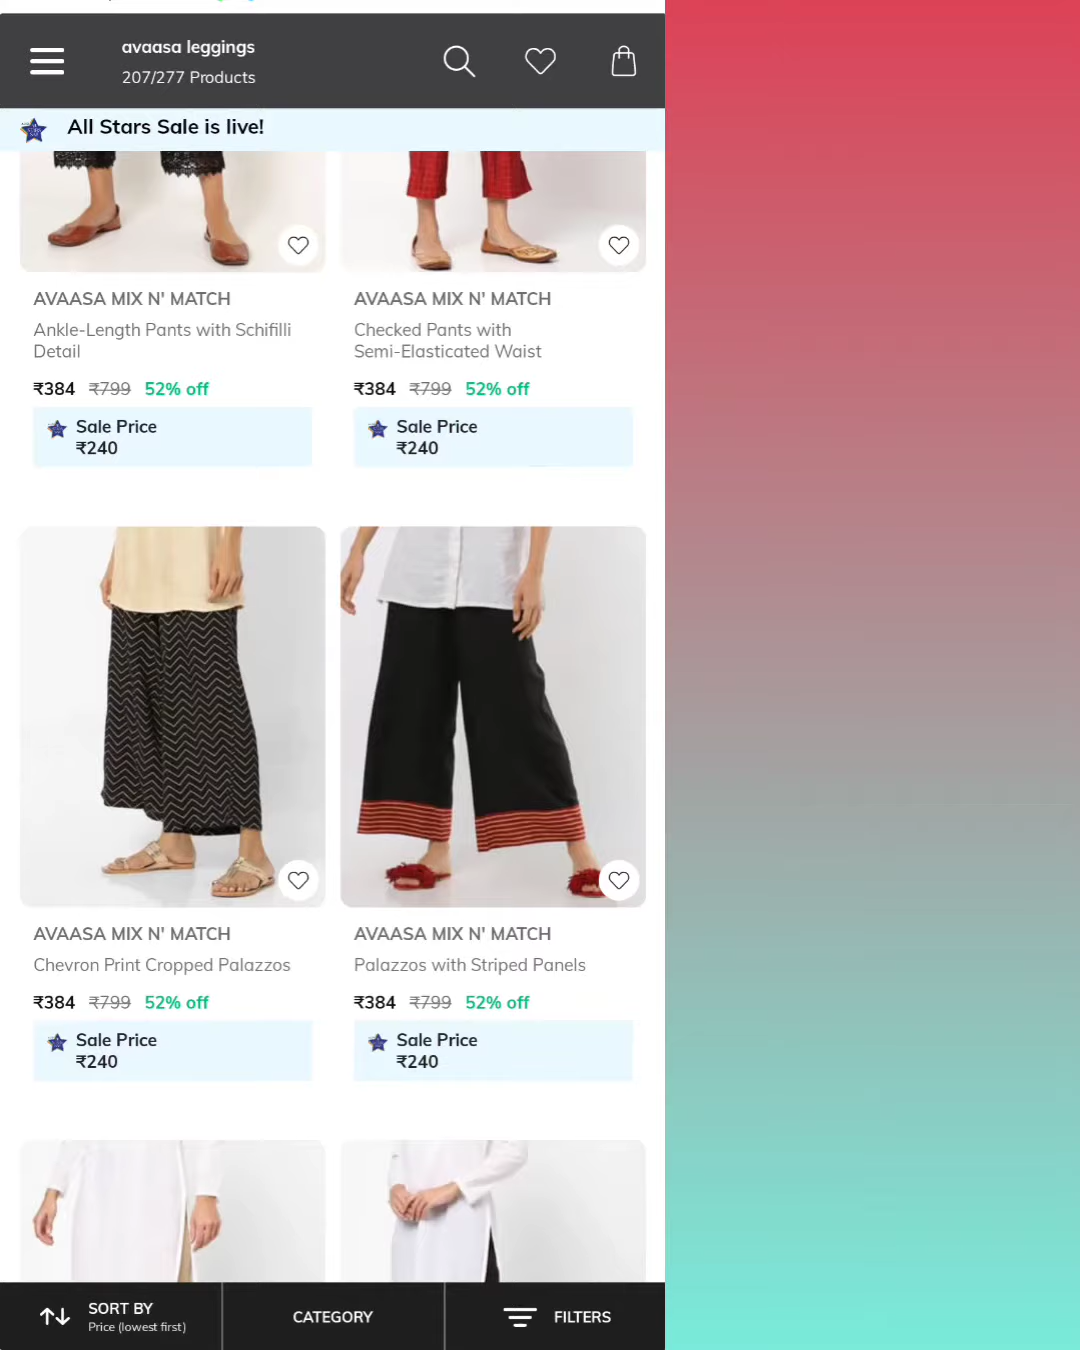 avaasa leggings
207/277 Products
All Stars Sale is live!
AVAASA MIX N' MATCH
Ankle-Length Pants with Schifilli
Detail
₹384 ₹799 52% off
Sale Price
₹240
AVAASA MIX N' MATCH
Checked Pants with
Semi-Elasticated Waist
₹384 ₹799 52% off
Sale Price
₹240
AVAASA MIX N' MATCH
Chevron Print Cropped Palazzos
₹384 ₹799 52% off
Sale Price
₹240
AVAASA MIX N' MATCH
Palazzos with Striped Panels
₹384 ₹799 52% off
Sale Price
₹240
SORT BY
Price (lowest first)
CATEGORY
FILTERS